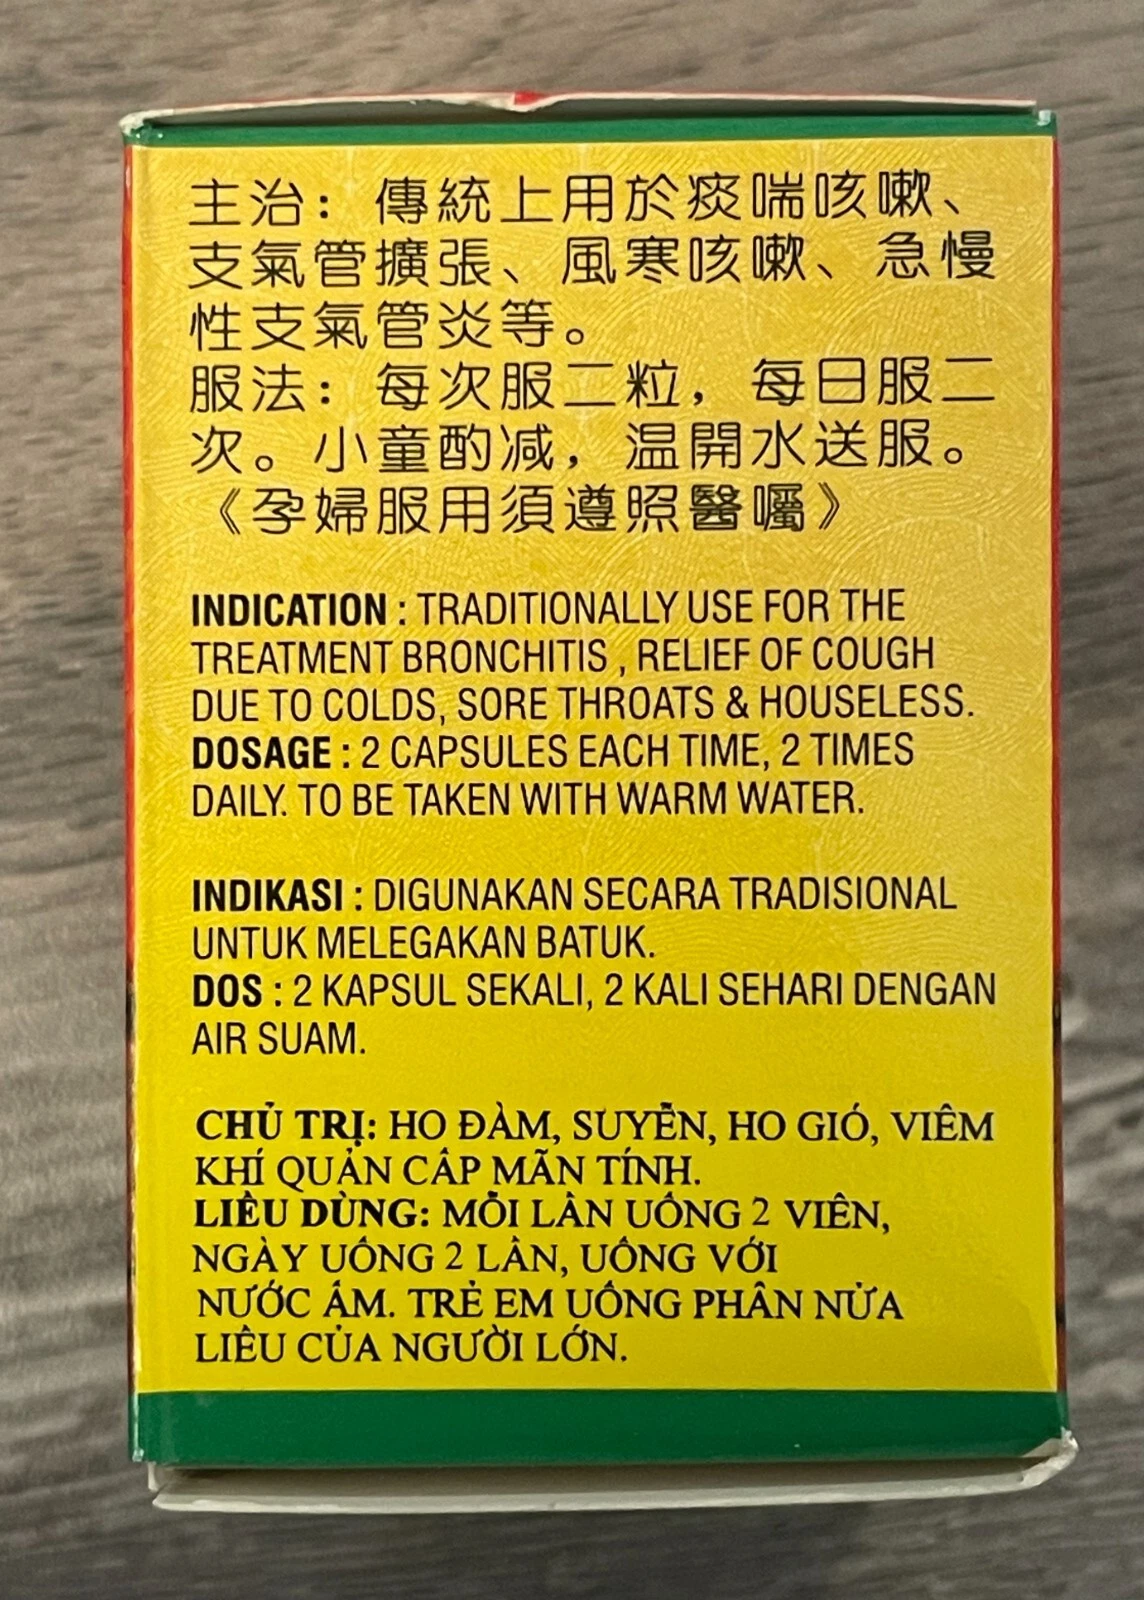 主治：傳統上用於痰喘咳嗽、
支氣管擴張、風寒咳嗽、急慢
性支氣管炎等。
服法：每次服二粒，每日服二
次。小童酌减，温開水送服。
《孕婦服用須遵照醫囑》
INDICATION : TRADITIONALLY USE FOR THE
TREATMENT BRONCHITIS , RELIEF OF COUGH
DUE TO COLDS, SORE THROATS & HOUSELESS.
DOSAGE : 2 CAPSULES EACH TIME, 2 TIMES
DAILY. TO BE TAKEN WITH WARM WATER.
INDIKASI : DIGUNAKAN SECARA TRADISIONAL
UNTUK MELEGAKAN BATUK.
DOS : 2 KAPSUL SEKALI, 2 KALI SEHARI DENGAN
AIR SUAM.
CHỦ TRỊ: HO ĐÀM, SUYỄN, HO GIÓ, VIÊM
KHÍ QUẢN CẤP MÃN TÍNH.
LIỀU DÙNG: MỖI LẦN UỐNG 2 VIÊN,
NGÀY UỐNG 2 LẦN, UỐNG VỚI
NƯỚC ẤM. TRẺ EM UỐNG PHÂN NỬA
LIỀU CỦA NGƯỜI LỚN.